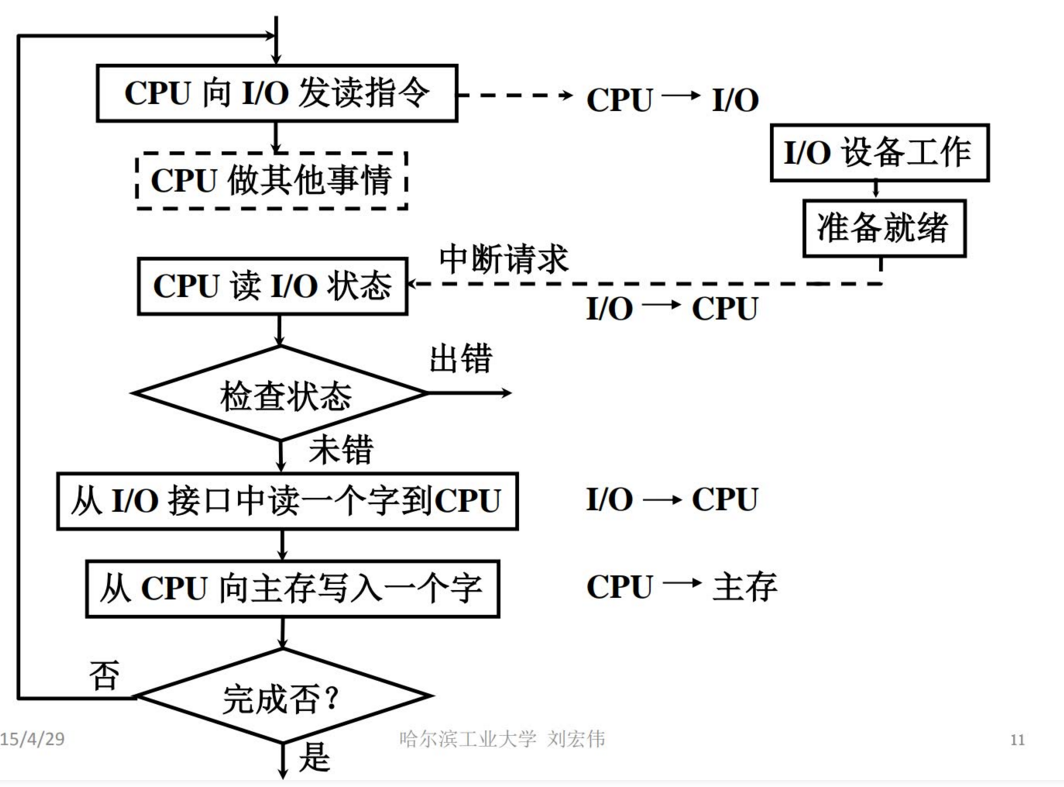 CPU 向 I/O 发读指令
CPU → I/O
I/O 设备工作
CPU 做其他事情
准备就绪
中断请求
CPU 读 I/O 状态
I/O → CPU
出错
检查状态
未错
从 I/O 接口中读一个字到CPU
I/O → CPU
从 CPU 向主存写入一个字
CPU → 主存
否
完成否?
15/4/29
哈尔滨工业大学 刘宏伟
11
是